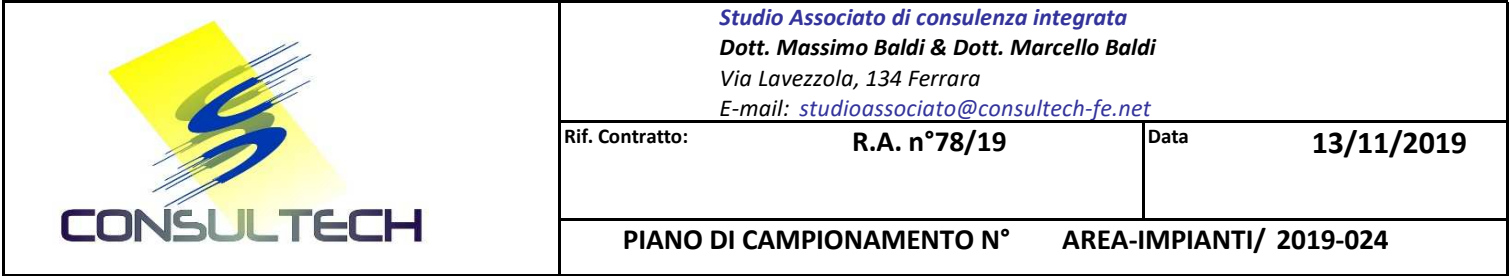 CONSULTECH
Studio Associato di consulenza integrata
Dott. Massimo Baldi & Dott. Marcello Baldi
Via Lavezzola, 134 Ferrara
E-mail: studioassociato@consultech-fe.net
Rif. Contratto: R.A. n°78/19 Data 13/11/2019
PIANO DI CAMPIONAMENTO N° AREA-IMPIANTI/ 2019-024